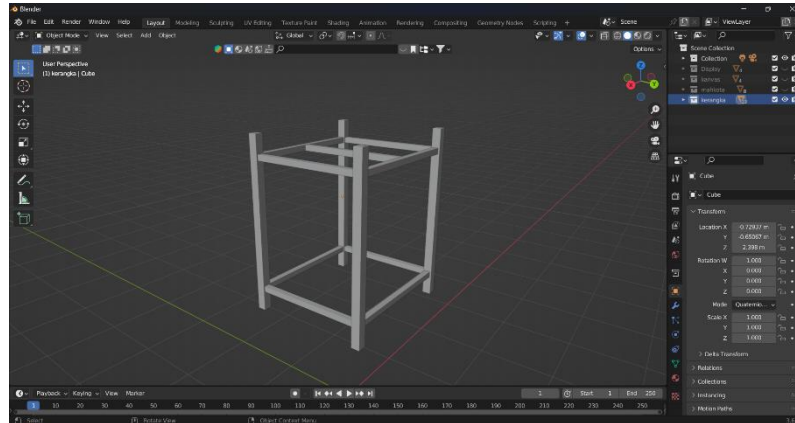 Blender
File Edit Render Window Help Layout Modeling Sculpting UV Editing Texture Paint Shading Animation Rendering Compositing Geometry Nodes Scripting + Scene ViewLayer
Object Mode View Select Add Object Global
Options
User Perspective
(1) kerangka | Cube
Scene Collection
Collection
Display
kanvas
mahkota
kerangka
Cube
Cube
Transform
Location X -0.72937 m
Y
Z 2.398 m
Rotation W 1.000
X 0.000
Y 0.000
Z 0.000
Mode Quaternio...
Scale X 1.000
Y 1.000
Z 1.000
Delta Transform
Relations
Collections
Instancing
Motion Paths
Playback Keying View Marker 1 Start 1 End 250
1 10 20 30 40 50 60 70 80 90 100 110 120 130 140 150 160 170 180 190 200 210 220 230 240 250
Select Rotate View Object Context Menu